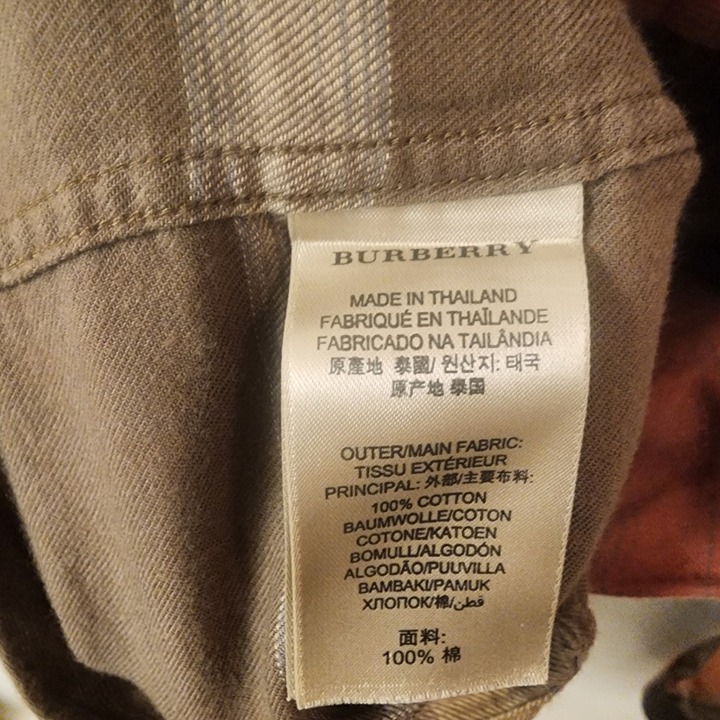 BURBERRY
MADE IN THAILAND
FABRIQUÉ EN THAÏLANDE
FABRICADO NA TAILÂNDIA
原產地 泰國/ 원산지: 태국
原产地 泰国
OUTER/MAIN FABRIC:
TISSU EXTÉRIEUR
PRINCIPAL: 外部/主要布料:
100% COTTON
BAUMWOLLE/COTON
COTONE/KATOEN
BOMULL/ALGODÓN
ALGODÃO/PUUVILLA
BAMBAKI/PAMUK
ХЛОПОК/棉/قطن
面料:
100% 棉